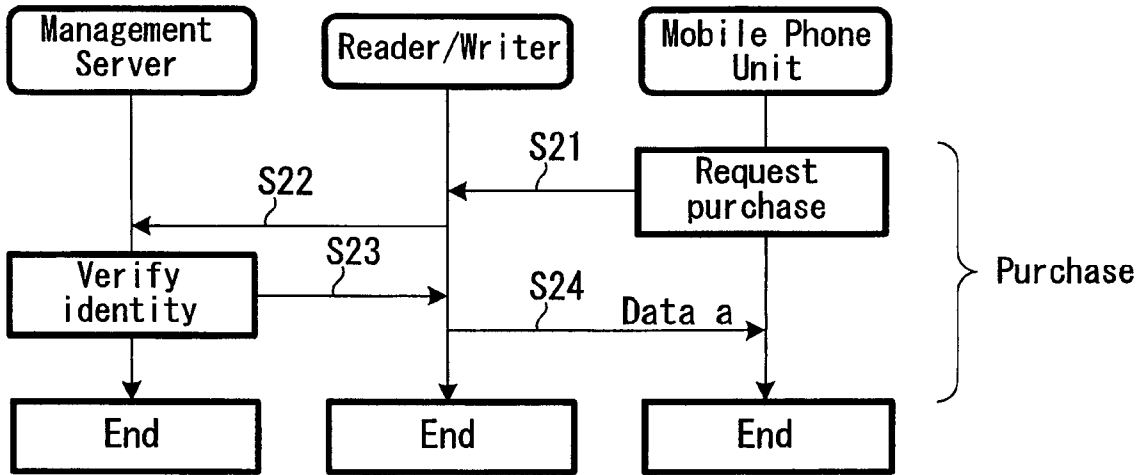 Management
Server
Reader/Writer
Mobile Phone
Unit
S21
Request
purchase
S22
Verify
identity
S23
S24
Data a
Purchase
End
End
End